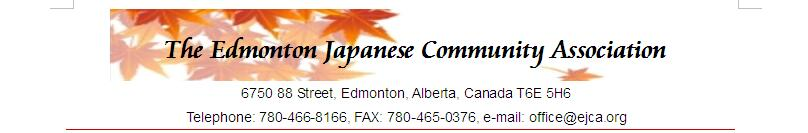 The Edmonton Japanese Community Association
6750 88 Street, Edmonton, Alberta, Canada T6E 5H6
Telephone: 780-466-8166, FAX: 780-465-0376, e-mail: office@ejca.org